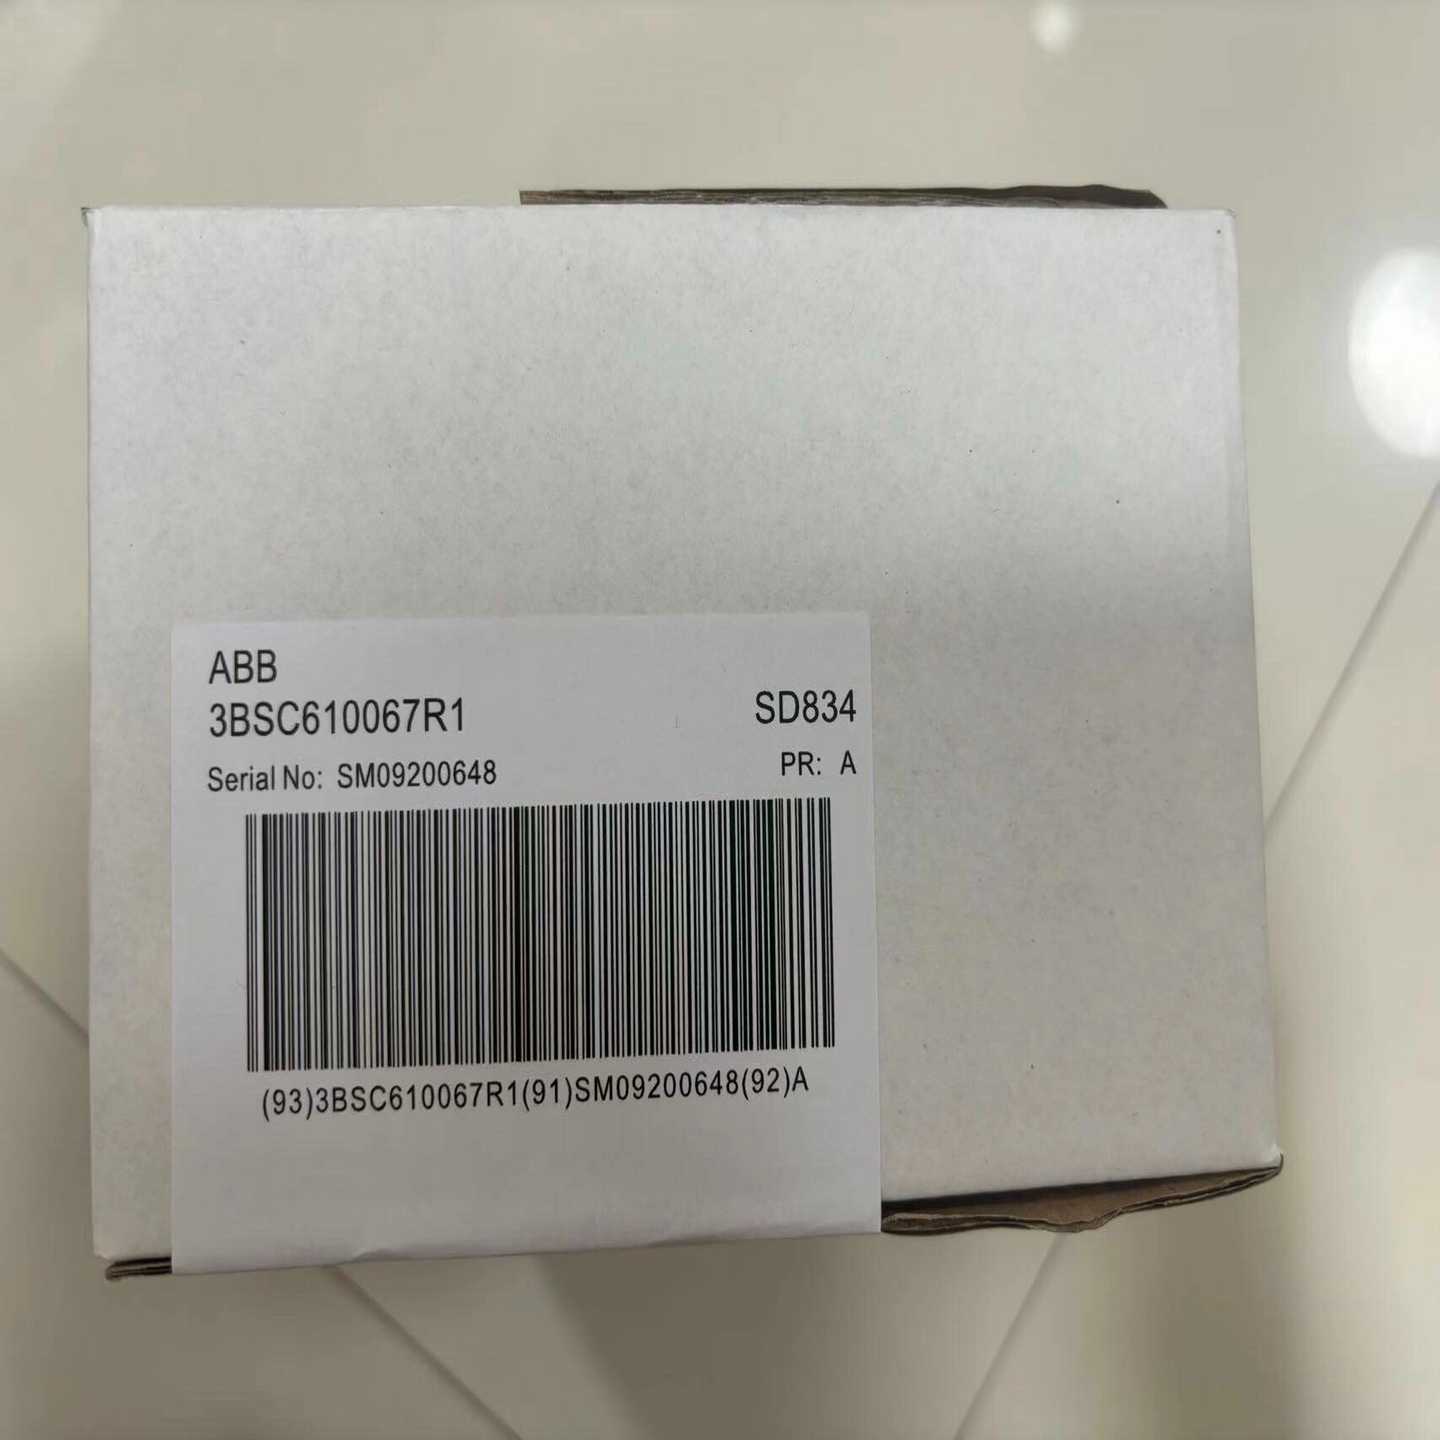 ABB
3BSC610067R1 SD834
Serial No: SM09200648 PR: A
(93)3BSC610067R1(91)SM09200648(92)A